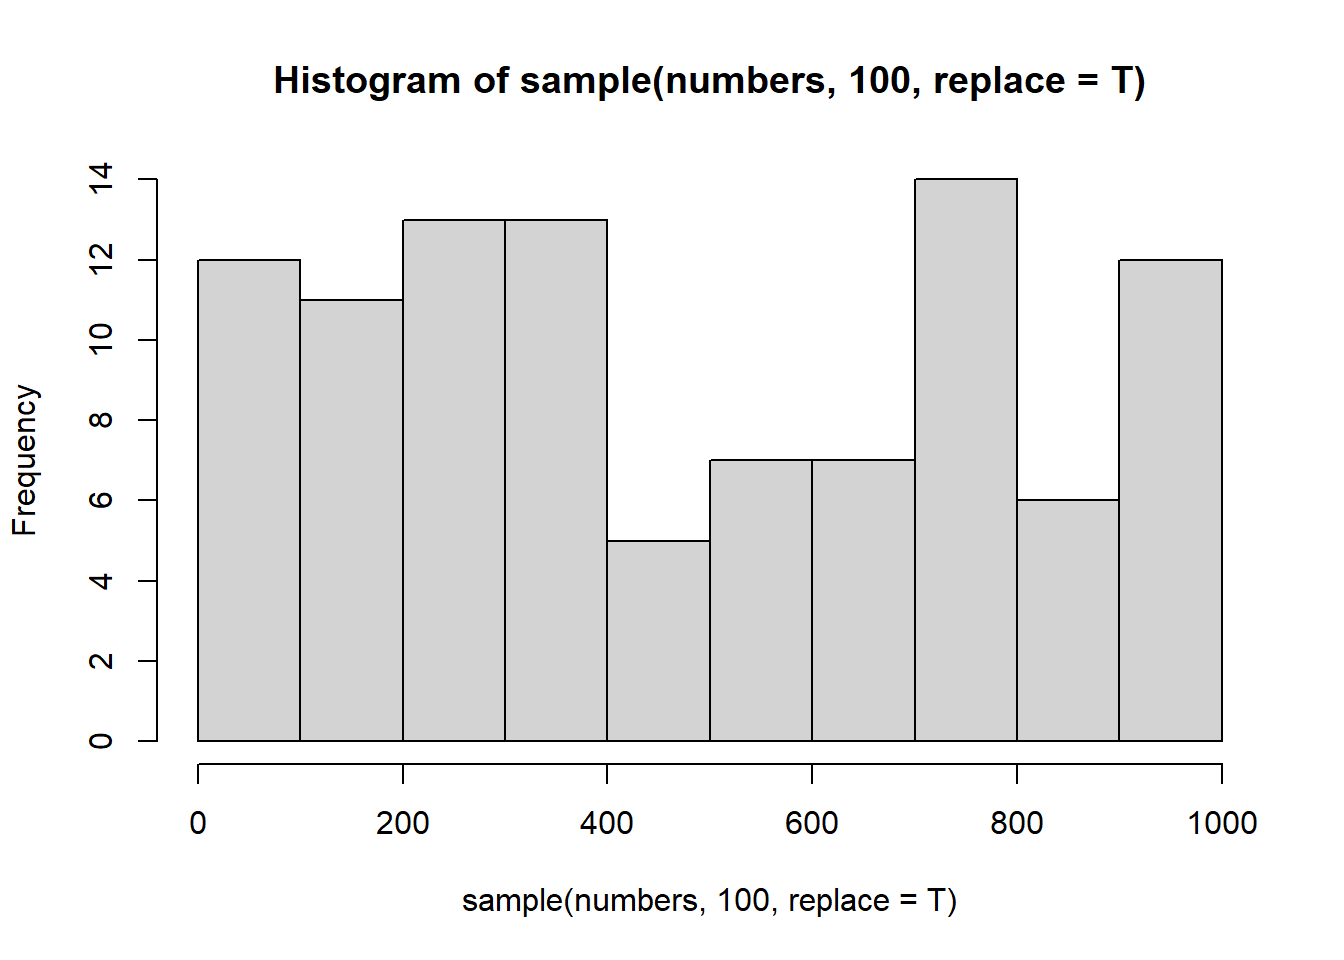 Histogram of sample(numbers, 100, replace = T)
Frequency
14
12
10
8
6
4
2
0
0 200 400 600 800 1000
sample(numbers, 100, replace = T)